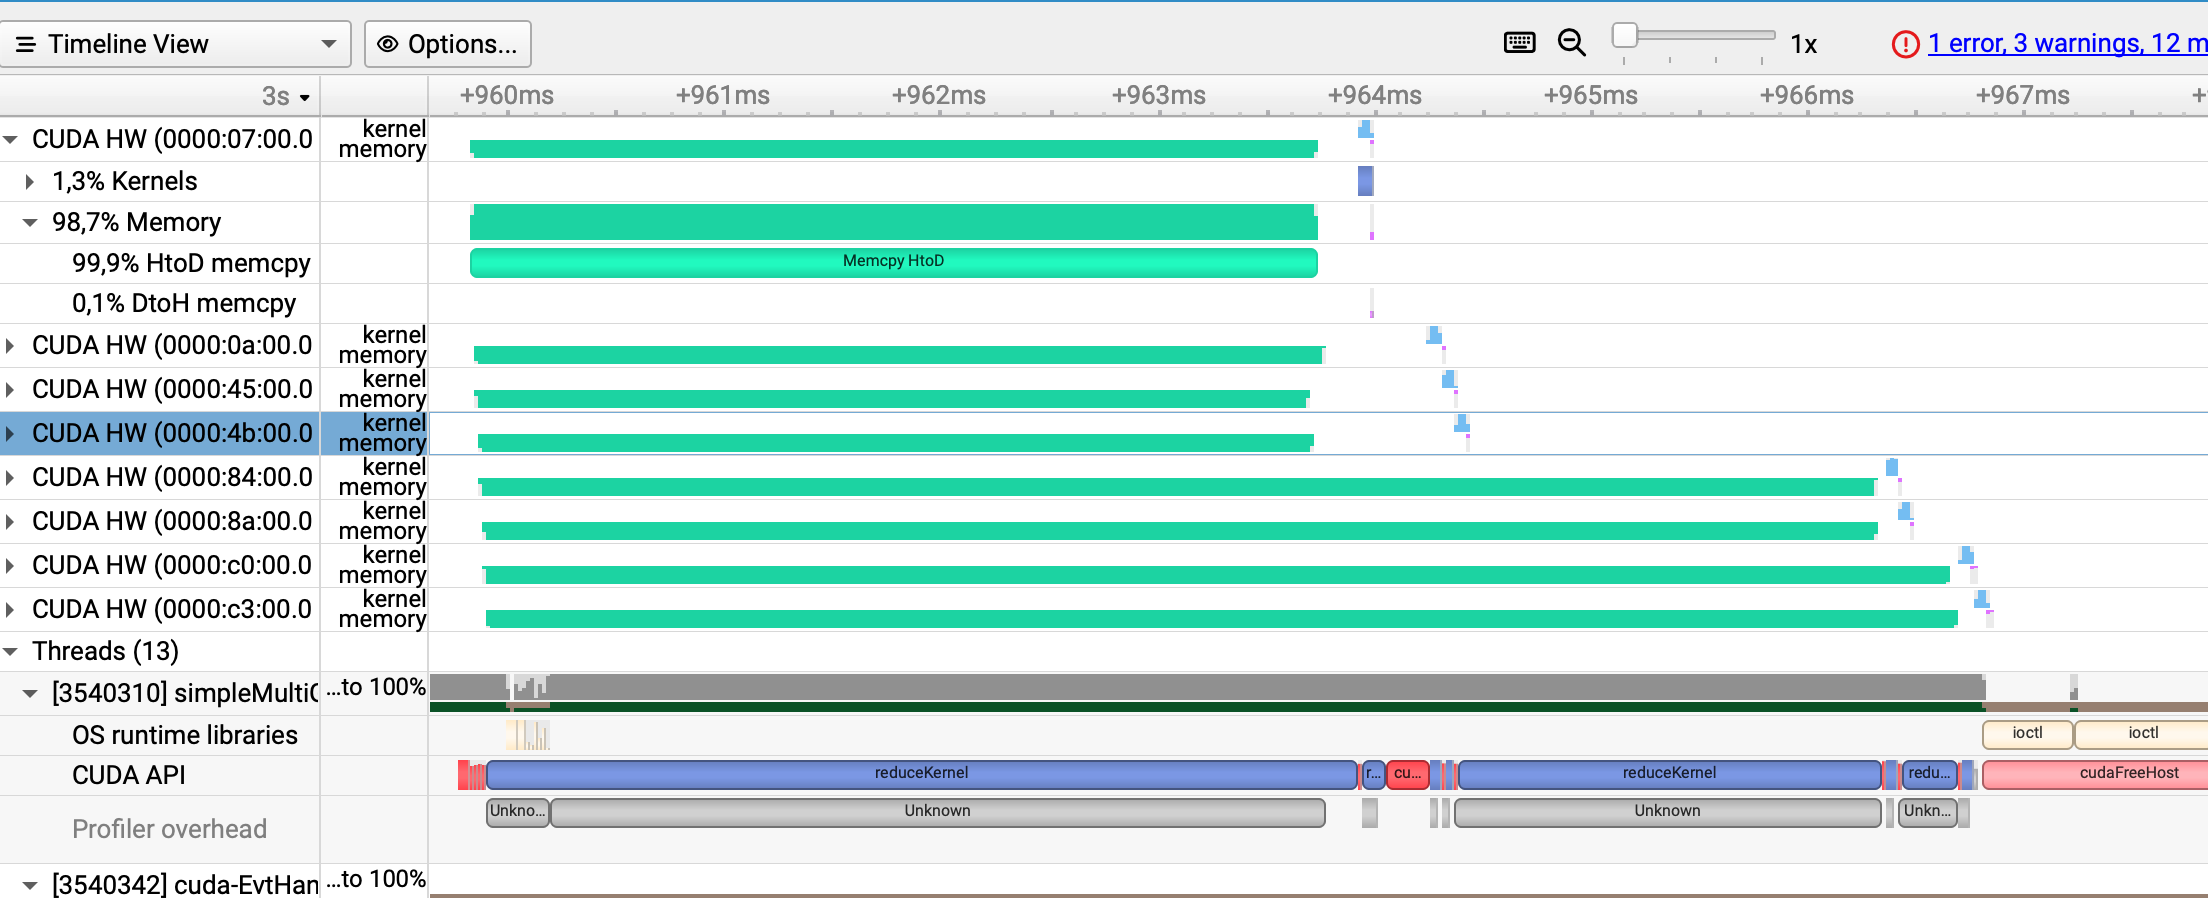 Timeline View Options... 1x 1 error, 3 warnings, 12 m
3s +960ms +961ms +962ms +963ms +964ms +965ms +966ms +967ms +
CUDA HW (0000:07:00.0 kernel
memory
1,3% Kernels
98,7% Memory
99,9% HtoD memcpy Memcpy HtoD
0,1% DtoH memcpy
CUDA HW (0000:0a:00.0 kernel
memory
CUDA HW (0000:45:00.0 kernel
memory
CUDA HW (0000:4b:00.0 kernel
memory
CUDA HW (0000:84:00.0 kernel
memory
CUDA HW (0000:8a:00.0 kernel
memory
CUDA HW (0000:c0:00.0 kernel
memory
CUDA HW (0000:c3:00.0 kernel
memory
Threads (13)
[3540310] simpleMulti ...to 100%
OS runtime libraries ioctl ioctl
CUDA API reduceKernel r... cu... reduceKernel redu... cudaFreeHost
Profiler overhead Unkno... Unknown Unknown Unkn...
[3540342] cuda-EvtHan ...to 100%